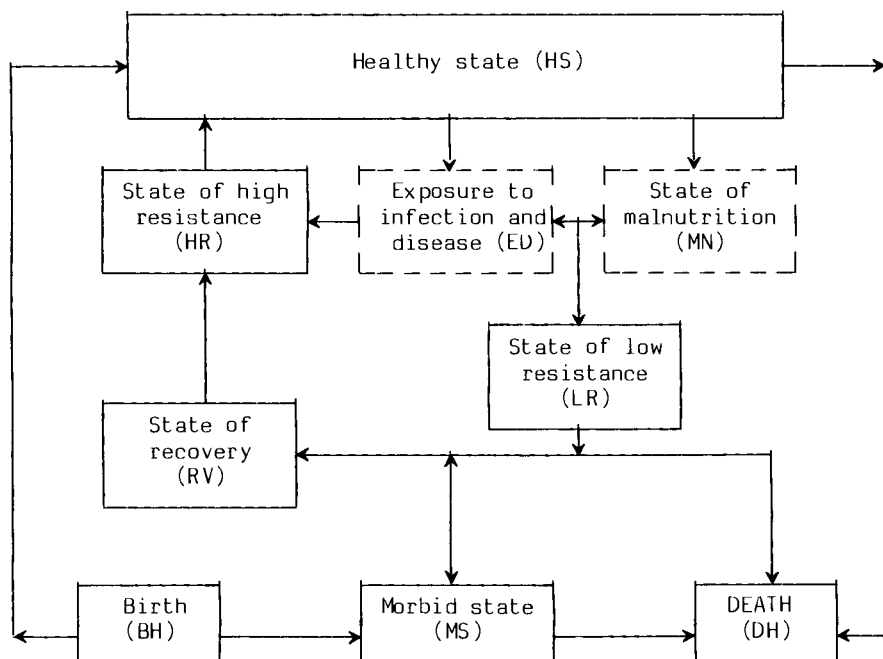 Healthy state (HS)
State of high
resistance
(HR)
Exposure to
infection and
disease (ED)
State of
malnutrition
(MN)
State of low
resistance
(LR)
State of
recovery
(RV)
Birth
(BH)
Morbid state
(MS)
DEATH
(DH)